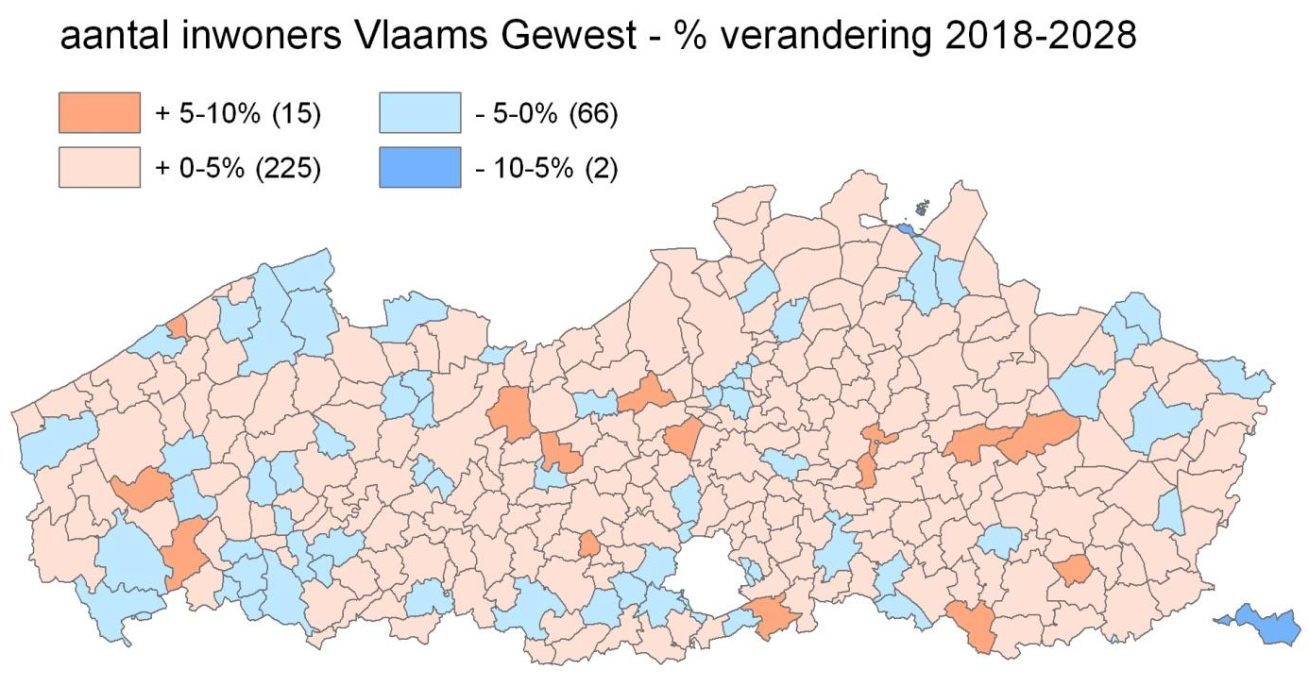 aantal inwoners Vlaams Gewest - % verandering 2018-2028
+ 5-10% (15)
- 5-0% (66)
+ 0-5% (225)
- 10-5% (2)